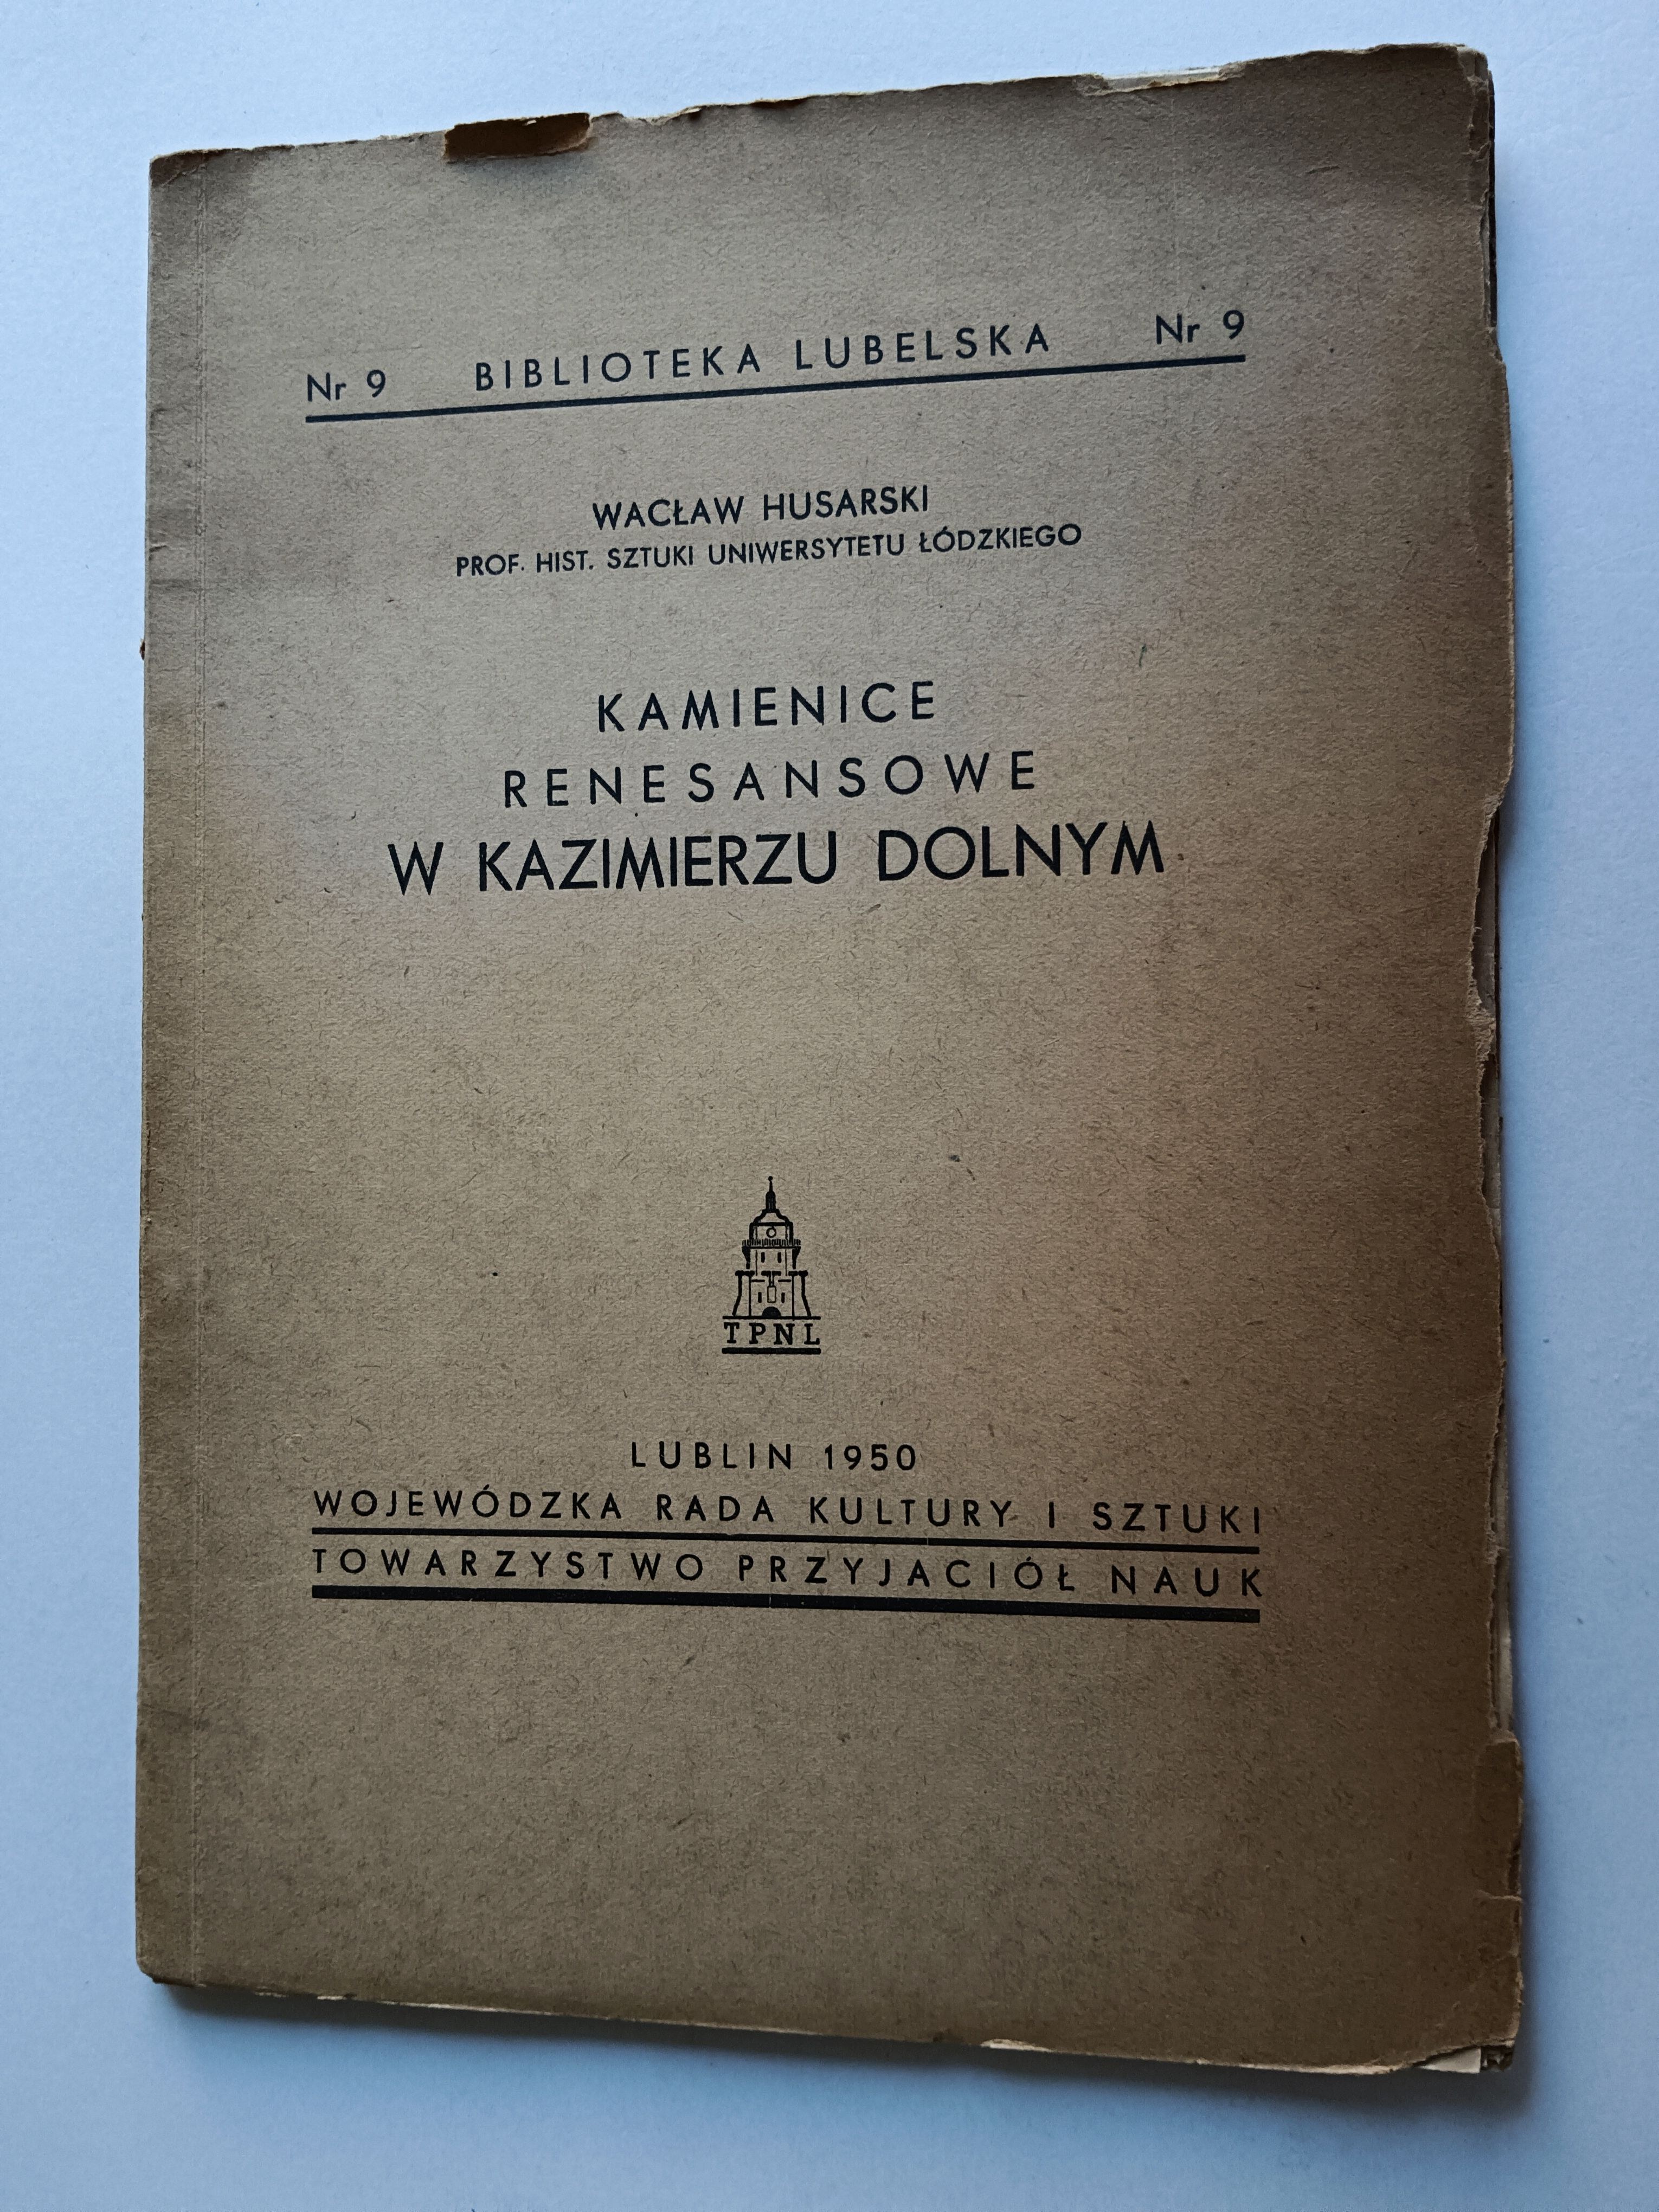 Nr 9 BIBLIOTEKA LUBELSKA Nr 9
WACŁAW HUSARSKI
PROF. HIST. SZTUKI UNIWERSYTETU ŁÓDZKIEGO
KAMIENICE
RENESANSOWE
W KAZIMIERZU DOLNYM
TPNL
LUBLIN 1950
WOJEWÓDZKA RADA KULTURY I SZTUKI
TOWARZYSTWO PRZYJACIÓŁ NAUK